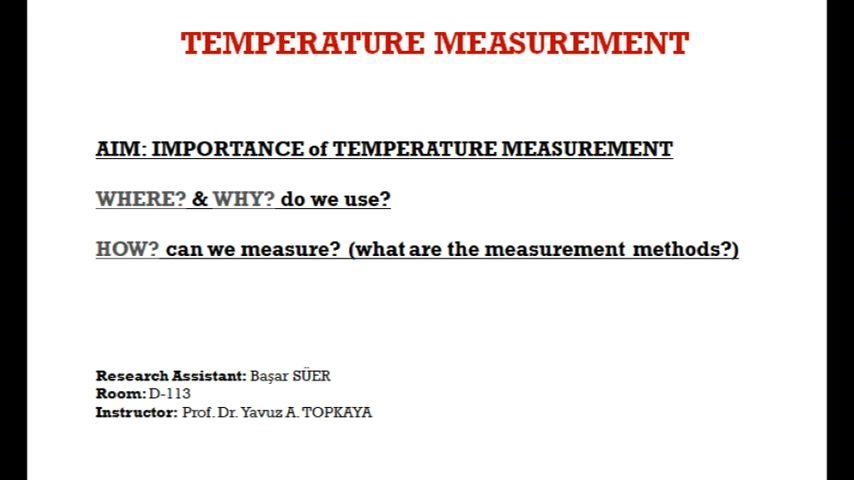 TEMPERATURE MEASUREMENT
AIM: IMPORTANCE of TEMPERATURE MEASUREMENT
WHERE? & WHY? do we use?
HOW? can we measure? (what are the measurement methods?)
Research Assistant: Başar SÜER
Room: D-113
Instructor: Prof. Dr. Yavuz A. TOPKAYA